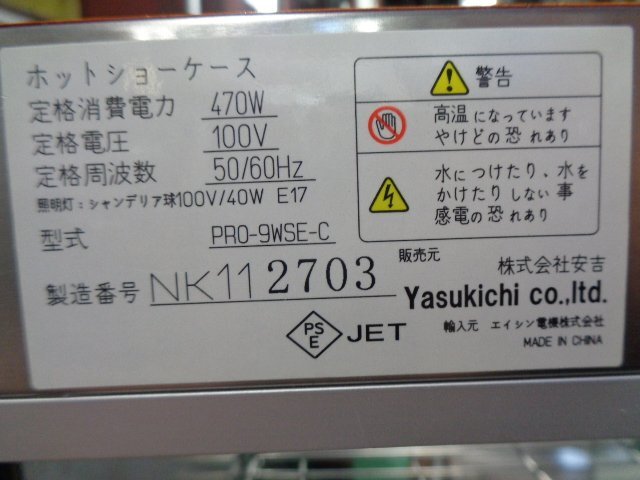 ホットショーケース
定格消費電力 470W
定格電圧 100V
定格周波数 50/60Hz
照明灯：シャンデリア球100V/40W E17
型式 PRO-9WSE-C
製造番号 NK112703
警告
高温になっています
やけどの恐れあり
水につけたり、水を
かけたりしない事
感電の恐れあり
販売元 株式会社安吉
Yasukichi co.,ltd.
輸入元 エイシン電機株式会社
MADE IN CHINA
PS
E
JET